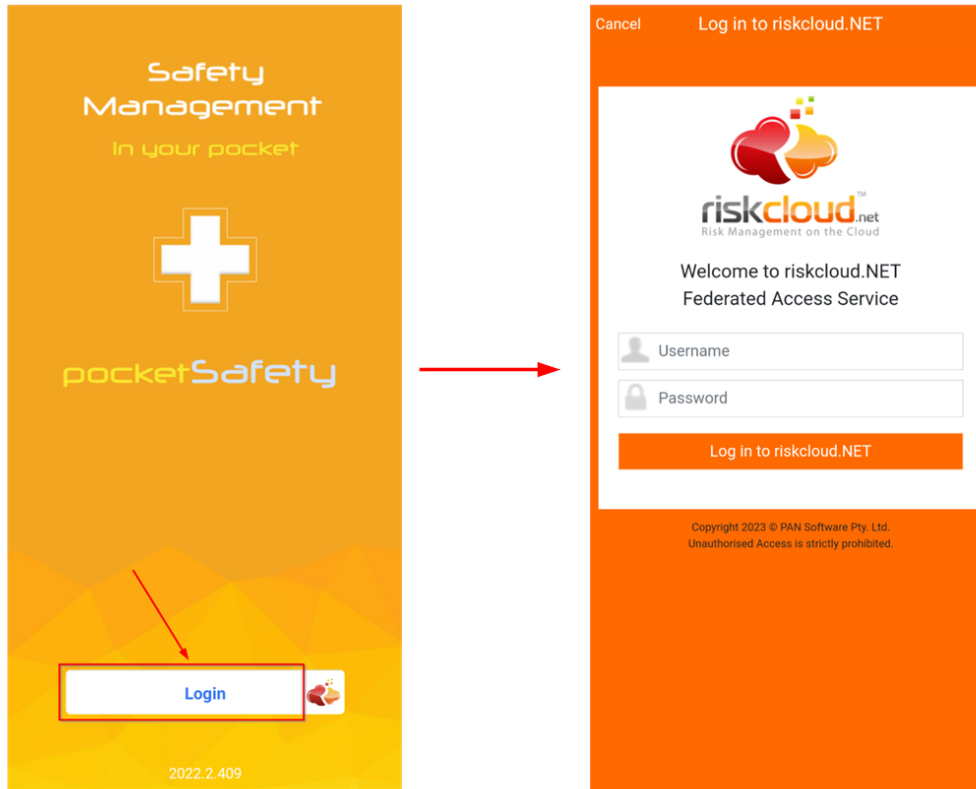 Safety
Management
In your pocket
pocketSafety
Login
2022.2.409
Cancel
Log in to riskcloud.NET
riskcloud.net™
Risk Management on the Cloud
Welcome to riskcloud.NET
Federated Access Service
Username
Password
Log in to riskcloud.NET
Copyright 2023 © PAN Software Pty. Ltd.
Unauthorised Access is strictly prohibited.